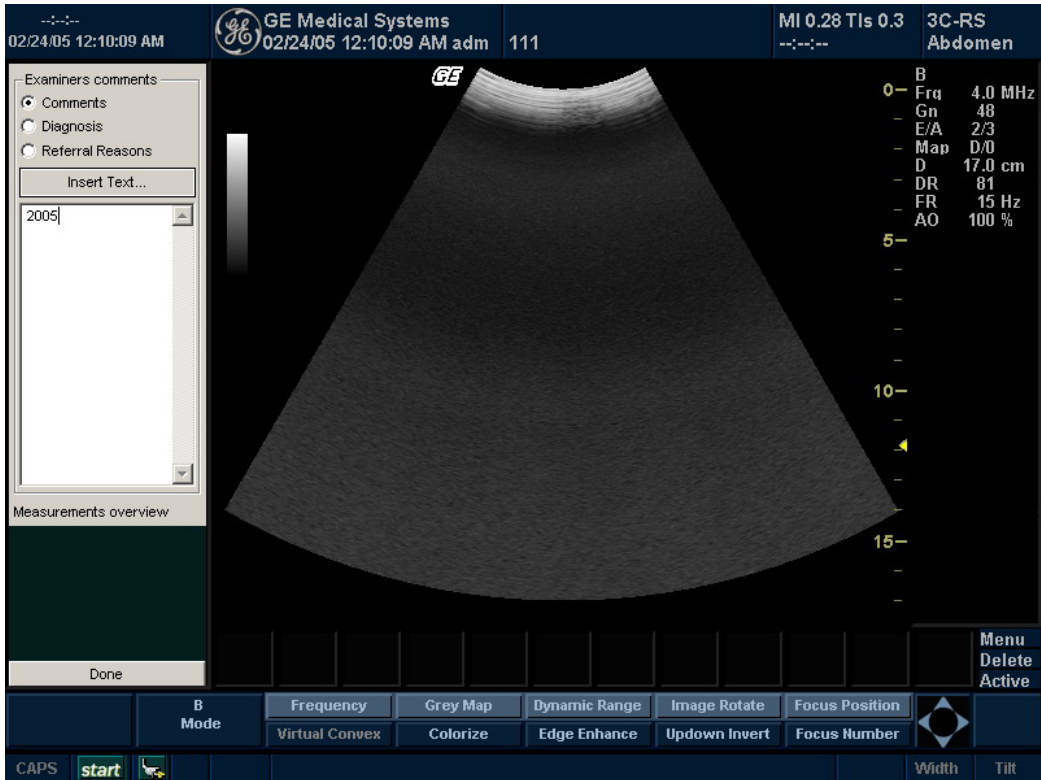 --:--:--
02/24/05 12:10:09 AM
GE
GE Medical Systems
02/24/05 12:10:09 AM adm
111
MI 0.28 TIs 0.3
--:--:--
3C-RS
Abdomen
Examiners comments
Comments
Diagnosis
Referral Reasons
Insert Text...
2005
Measurements overview
Done
GE
0
5
10
15
B
Frq 4.0 MHz
Gn 48
E/A 2/3
Map D/0
D 17.0 cm
DR 81
FR 15 Hz
AO 100 %
Menu
Delete
Active
B
Mode
Frequency
Grey Map
Dynamic Range
Image Rotate
Focus Position
Virtual Convex
Colorize
Edge Enhance
Updown Invert
Focus Number
CAPS
start
Width
Tilt